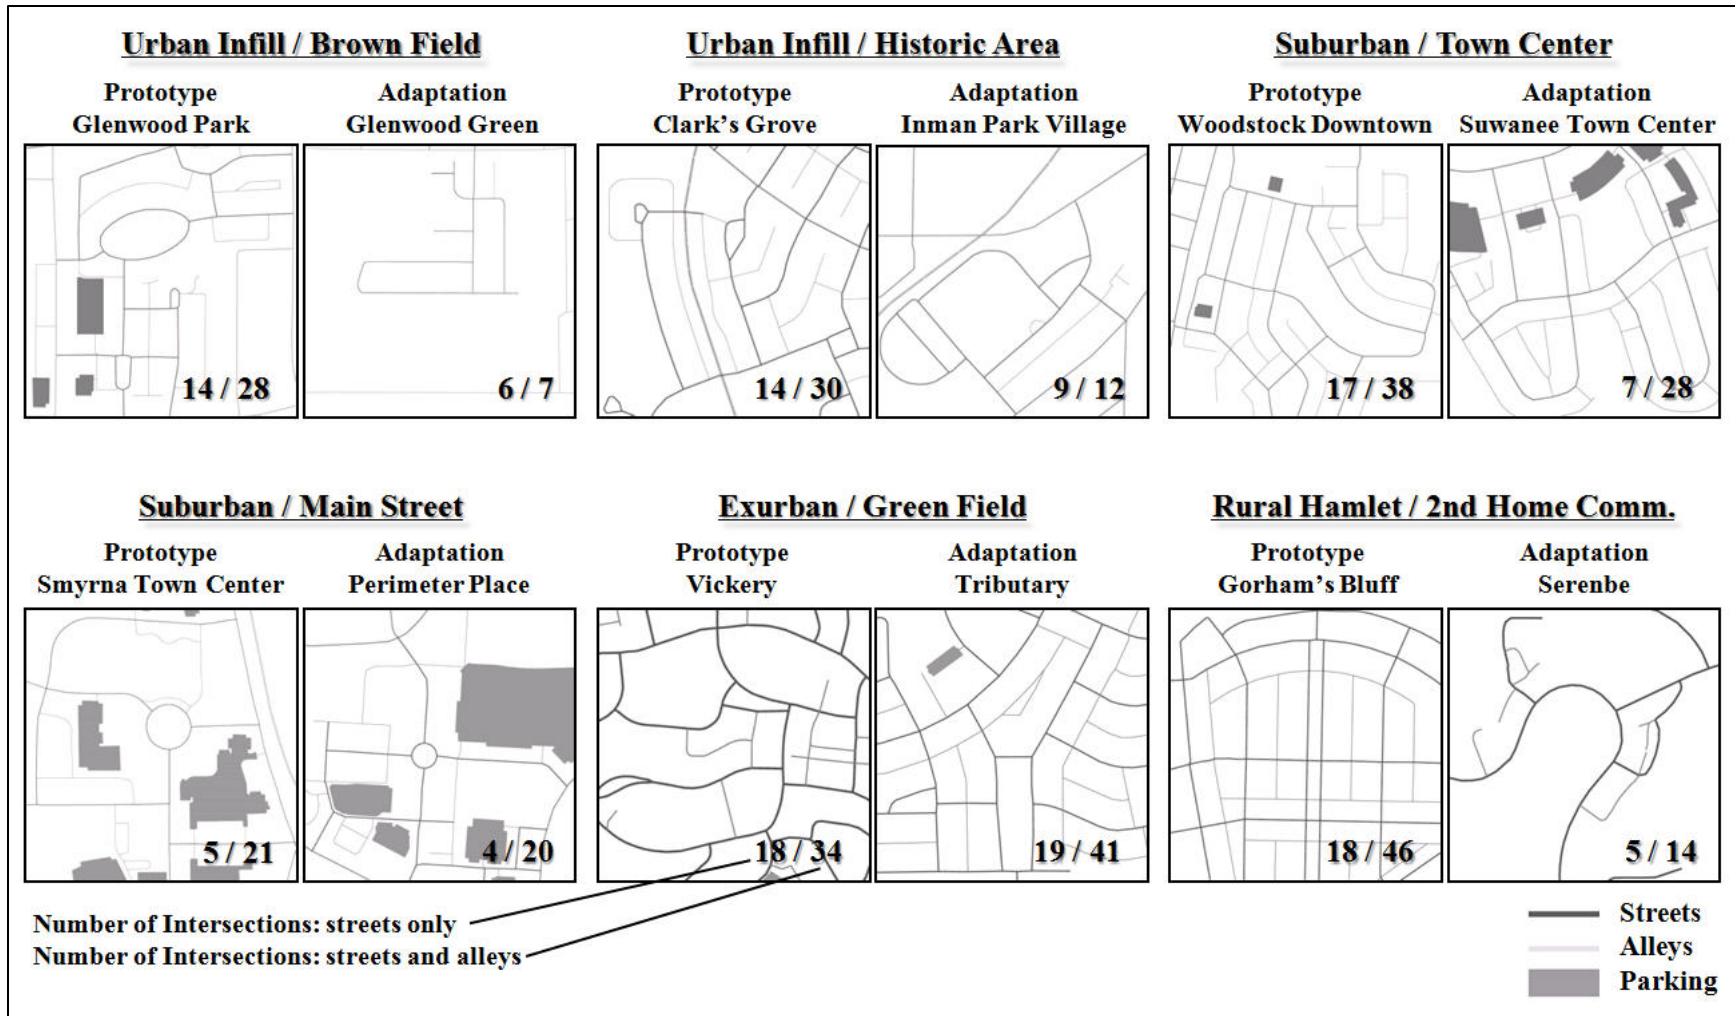 Urban Infill / Brown Field
Urban Infill / Historic Area
Suburban / Town Center
Prototype
Glenwood Park
Adaptation
Glenwood Green
Prototype
Clark's Grove
Adaptation
Inman Park Village
Prototype
Woodstock Downtown
Adaptation
Suwanee Town Center
14 / 28
6 / 7
14 / 30
9 / 12
17 / 38
7 / 28
Suburban / Main Street
Exurban / Green Field
Rural Hamlet / 2nd Home Comm.
Prototype
Smyrna Town Center
Adaptation
Perimeter Place
Prototype
Vickery
Adaptation
Tributary
Prototype
Gorham's Bluff
Adaptation
Serenbe
5 / 21
4 / 20
18 / 34
19 / 41
18 / 46
5 / 14
Number of Intersections: streets only
Number of Intersections: streets and alleys
Streets
Alleys
Parking